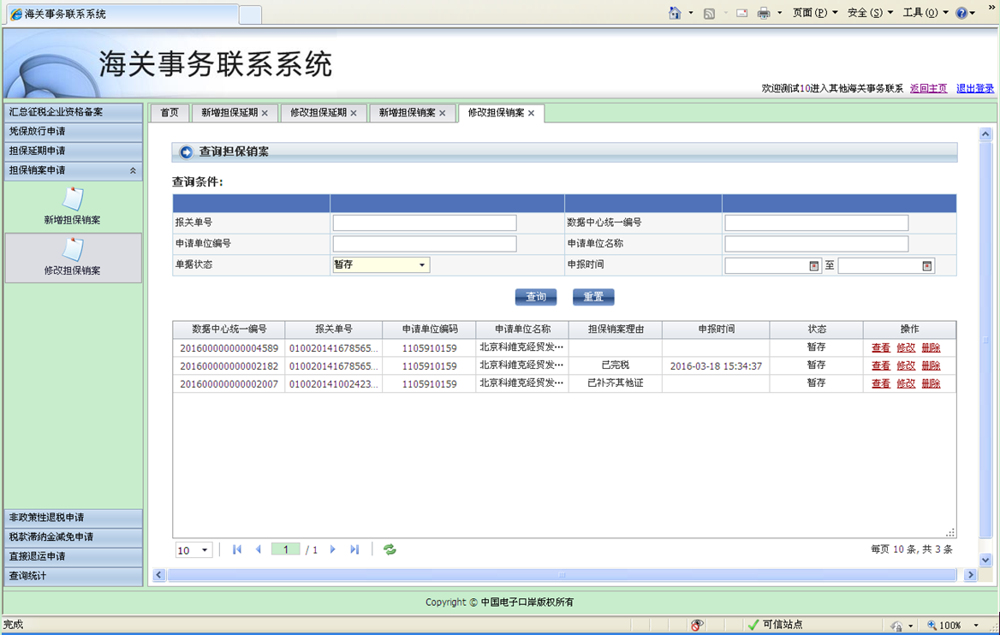 海关事务联系系统
页面(P) 安全(S) 工具(O) »
海关事务联系系统
欢迎测试10进入其他海关事务联系 返回主页 退出登录
汇总征税企业资格备案
凭保放行申请
担保延期申请
担保销案申请
新增担保销案
修改担保销案
非政策性退税申请
税款滞纳金减免申请
直接退运申请
查询统计
首页 新增担保延期 × 修改担保延期 × 新增担保销案 × 修改担保销案 ×
查询担保销案
查询条件:
报关单号 数据中心统一编号
申请单位编号 申请单位名称
单据状态 暂存 申报时间 至
查询 重置
数据中心统一编号 报关单号 申请单位编码 申请单位名称 担保销案理由 申报时间 状态 操作
201600000000004589 010020141678565... 1105910159 北京科维克经贸发… 暂存 查看 修改 删除
201600000000002182 010020141678565... 1105910159 北京科维克经贸发… 已完税 2016-03-18 15:34:37 暂存 查看 修改 删除
201600000000002007 010020141002423... 1105910159 北京科维克经贸发… 已补齐其他证 暂存 查看 修改 删除
10 1 / 1 每页 10 条, 共 3 条
Copyright © 中国电子口岸版权所有
完成 可信站点 100%